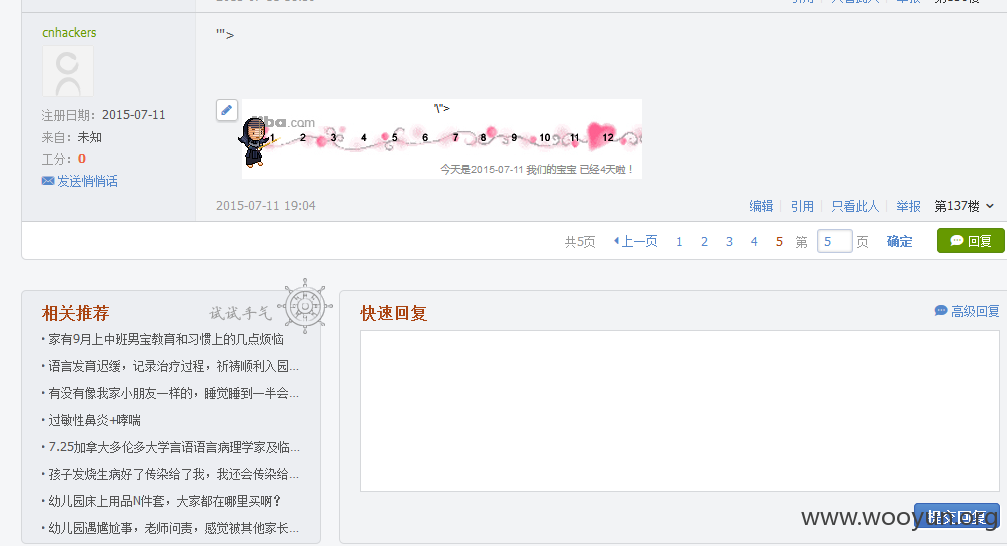 cnhackers
'">
注册日期：2015-07-11
来自：未知
工分：0
发送悄悄话
'\">
iba.com
1 2 3 4 5 6 7 8 9 10 11 12
今天是2015-07-11 我们的宝宝 已经4天啦！
2015-07-11 19:04
编辑 引用 只看此人 举报 第137楼
共5页 上一页 1 2 3 4 5 第 5 页 确定 回复
相关推荐
试试手气
· 家有9月上中班男宝教育和习惯上的几点烦恼
· 语言发育迟缓，记录治疗过程，祈祷顺利入园...
· 有没有像我家小朋友一样的，睡觉睡到一半会...
· 过敏性鼻炎+哮喘
· 7.25加拿大多伦多大学言语语言病理学家及临...
· 孩子发烧生病好了传染给了我，我还会传染给...
· 幼儿园床上用品N件套，大家都在哪里买啊？
· 幼儿园遇尴尬事，老师问责，感觉被其他家长...
快速回复
高级回复
提交回复
www.wooyun.org